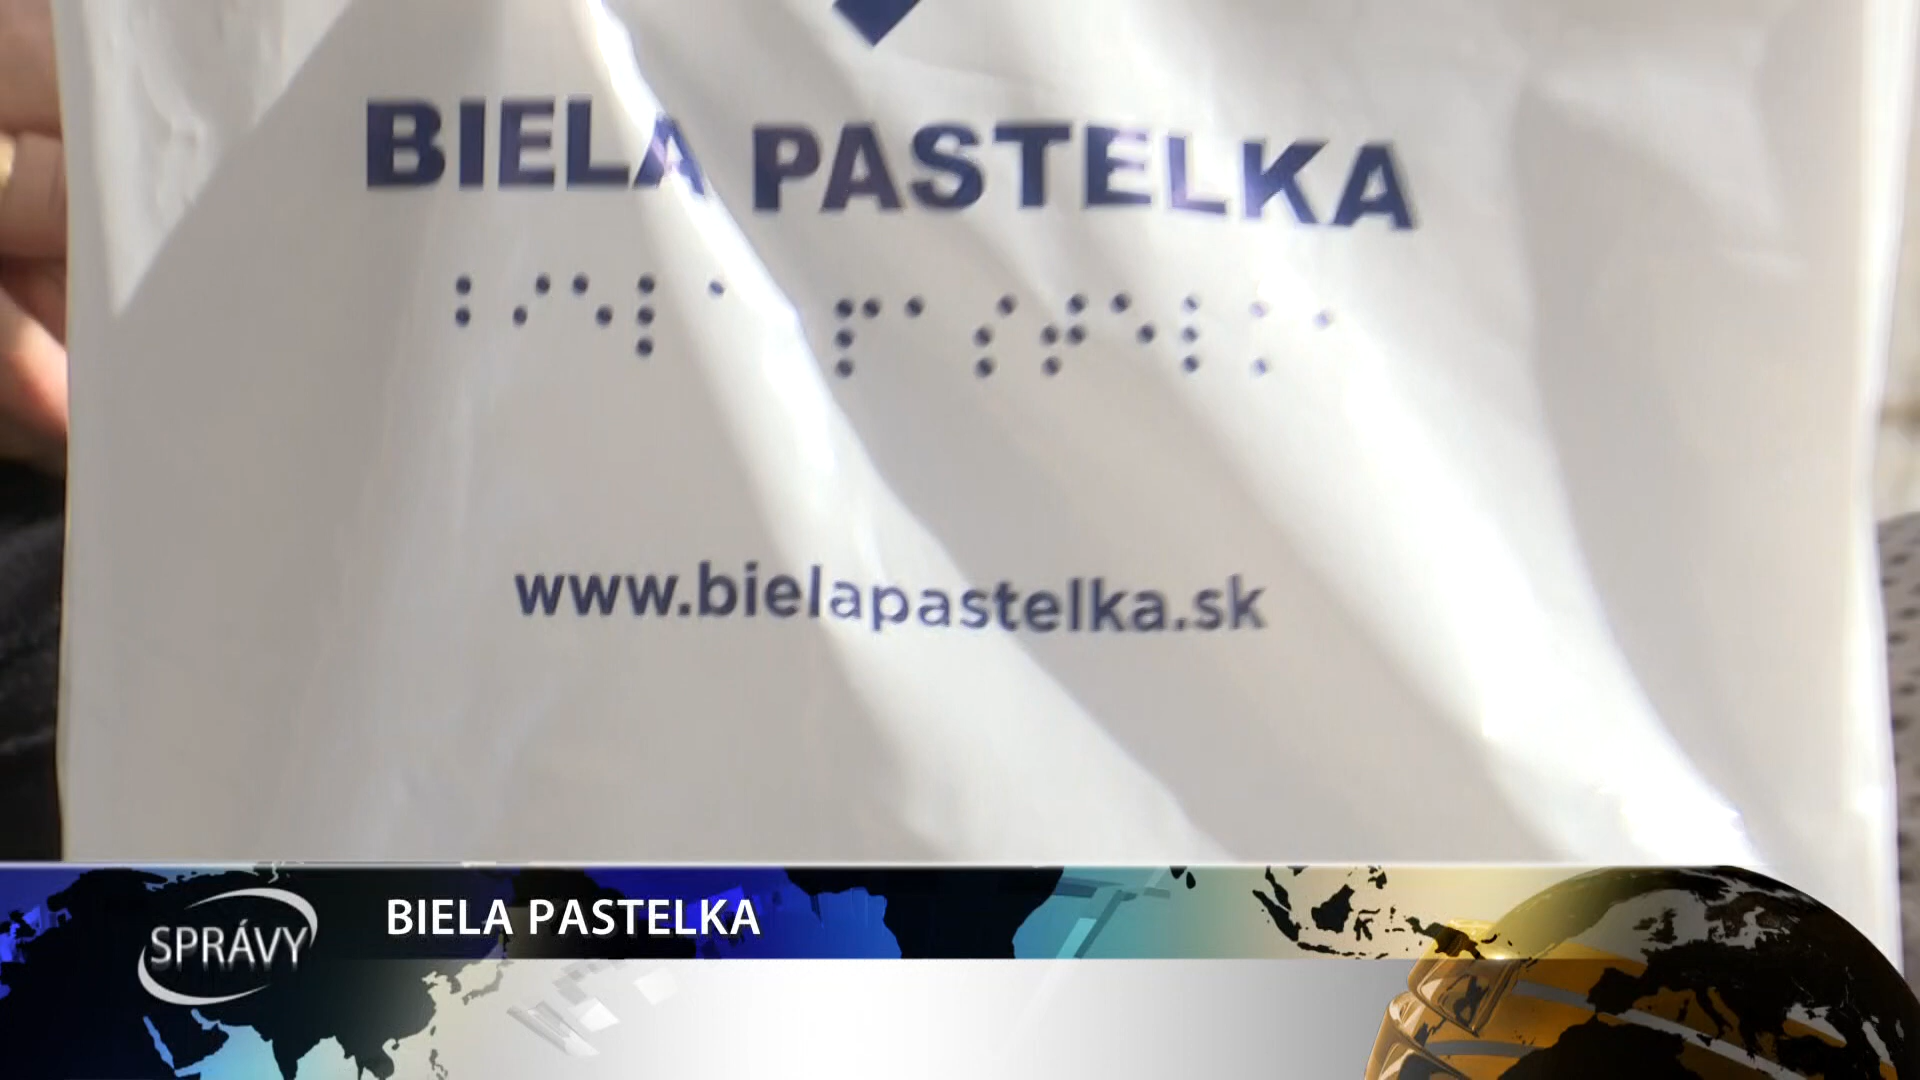 BIELA PASTELKA
⠃⠊⠑⠇⠁ ⠏⠁⠎⠞⠑⠇⠅⠁
www.bielapastelka.sk
SPRÁVY
BIELA PASTELKA